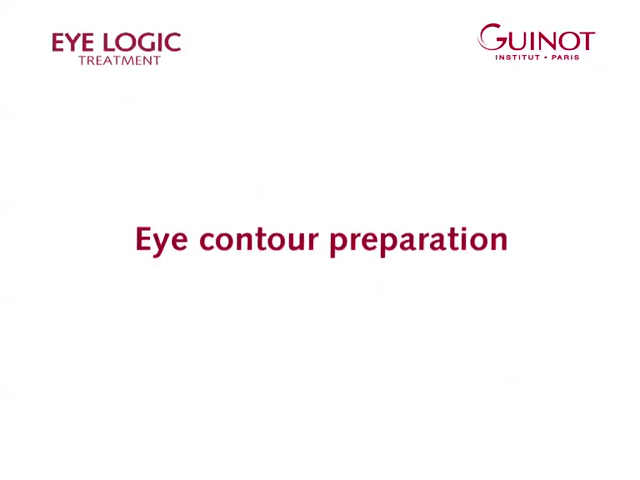 EYE LOGIC
TREATMENT
GUINOT
INSTITUT • PARIS
Eye contour preparation